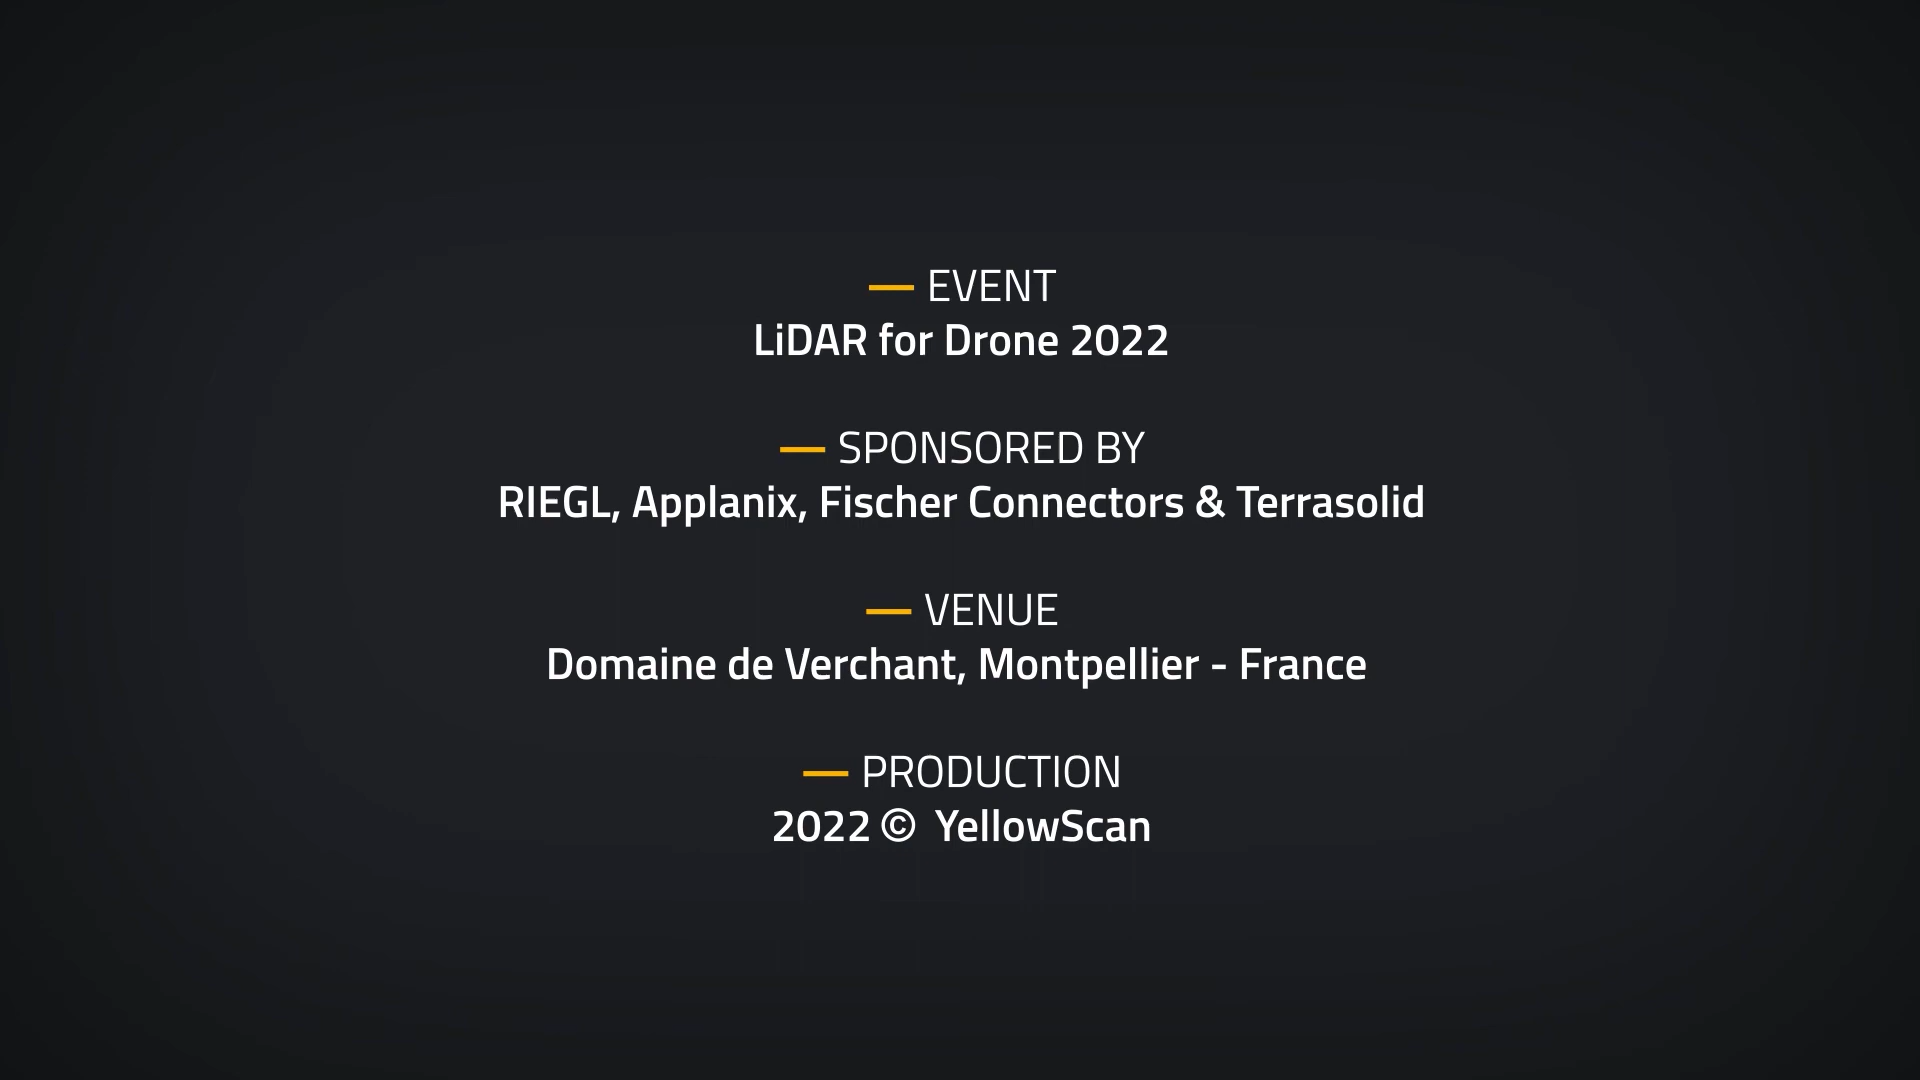 — EVENT
LiDAR for Drone 2022
— SPONSORED BY
RIEGL, Applanix, Fischer Connectors & Terrasolid
— VENUE
Domaine de Verchant, Montpellier - France
— PRODUCTION
2022 © YellowScan